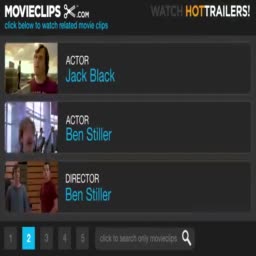 MOVIECLIPS .COM
WATCH HOTTRAILERS!
click below to watch related movie clips
ACTOR
Jack Black
ACTOR
Ben Stiller
DIRECTOR
Ben Stiller
1 2 3 4 5
click to search only movieclips